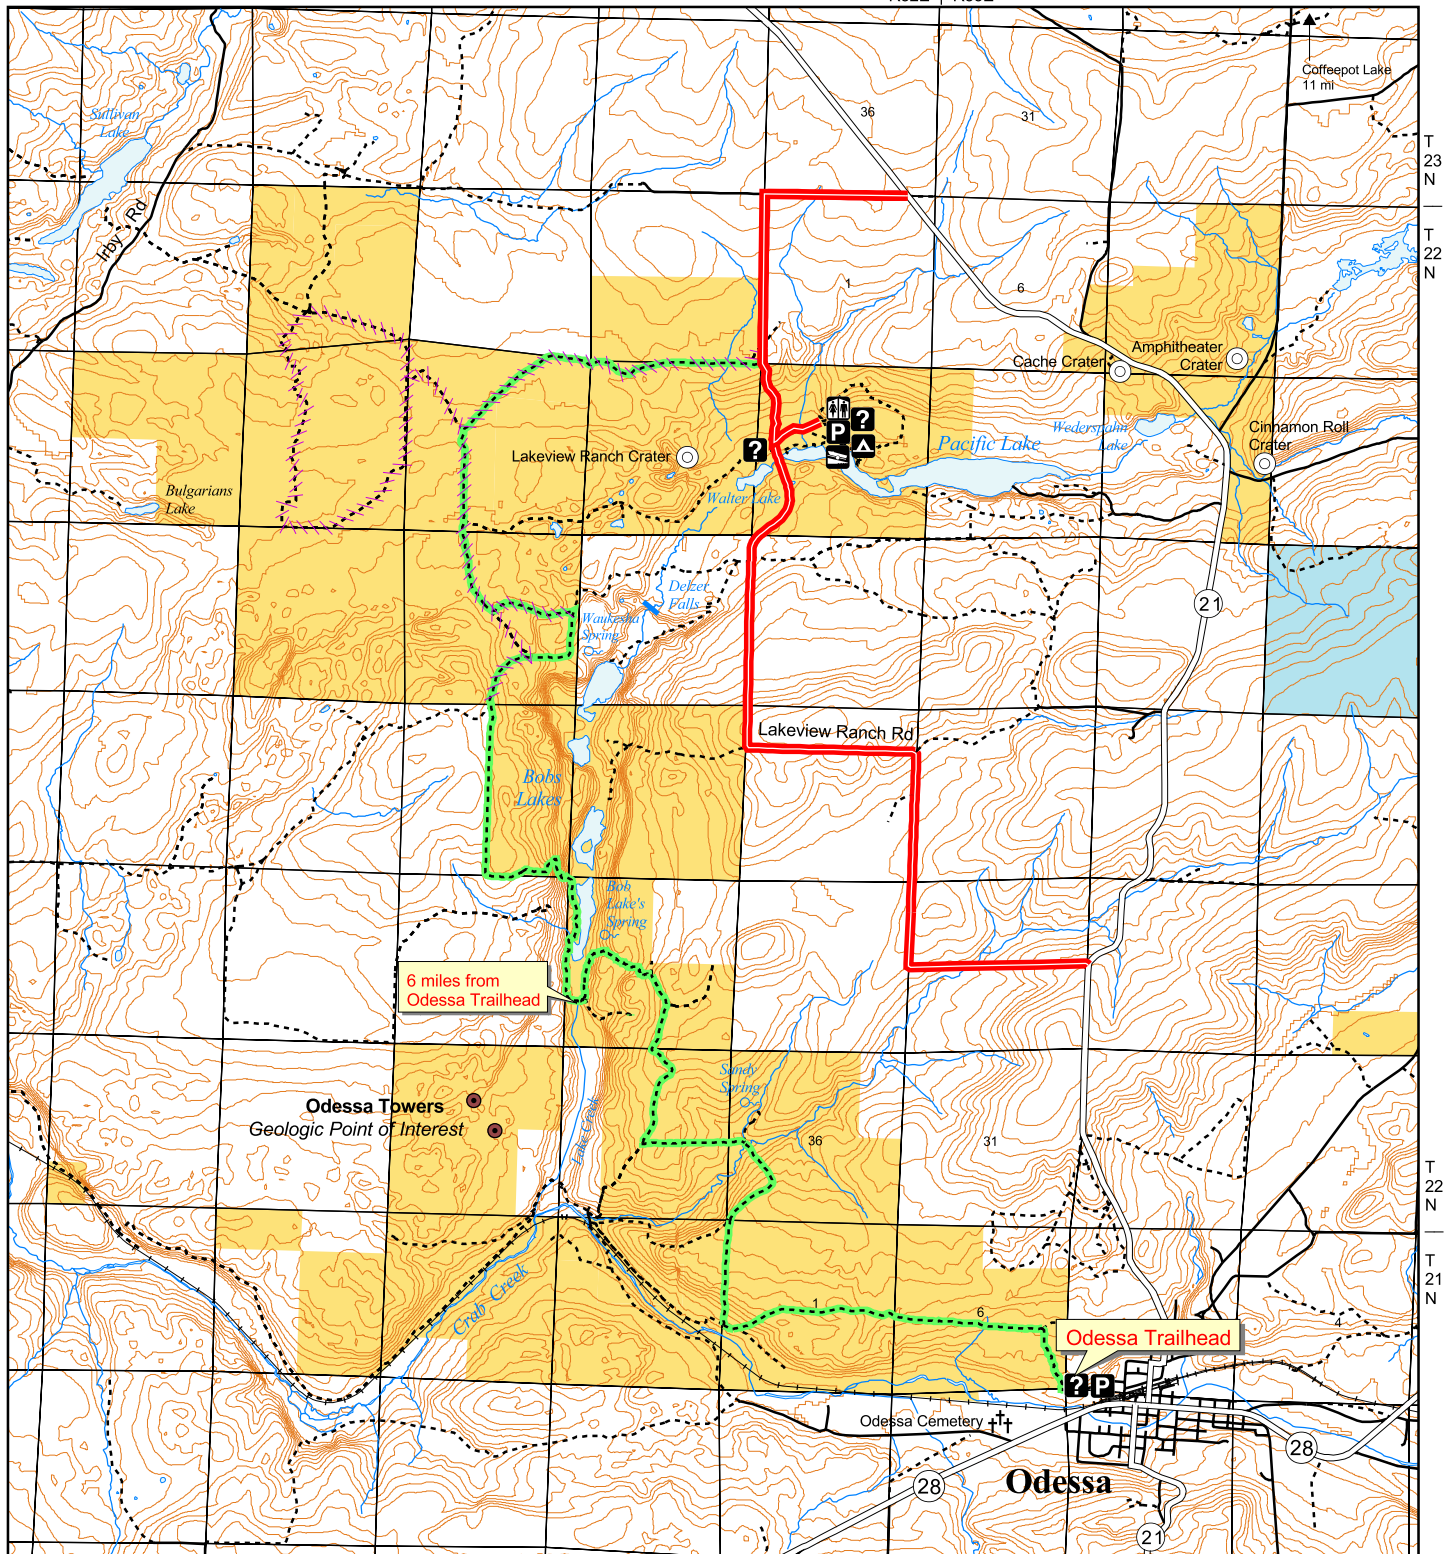 Coffeepot Lake
11 mi
36
31
T
23
N
T
22
N
Sullivan
Lake
Irby Rd
1
6
Amphitheater
Crater
Cache Crater
Cinnamon Roll
Crater
?
P
?
Lakeview Ranch Crater
Pacific Lake
Wederspahn
Lake
Walter Lake
Bulgarians
Lake
Delzer
Falls
Waukesha
Spring
21
Lakeview Ranch Rd
Bobs
Lakes
Bob
Lake's
Spring
6 miles from
Odessa Trailhead
Sandy
Spring
Odessa Towers
Geologic Point of Interest
Lake Creek
36
31
T
22
N
T
21
N
Crab Creek
1
6
4
Odessa Trailhead
? P
Odessa Cemetery
28
28
Odessa
21